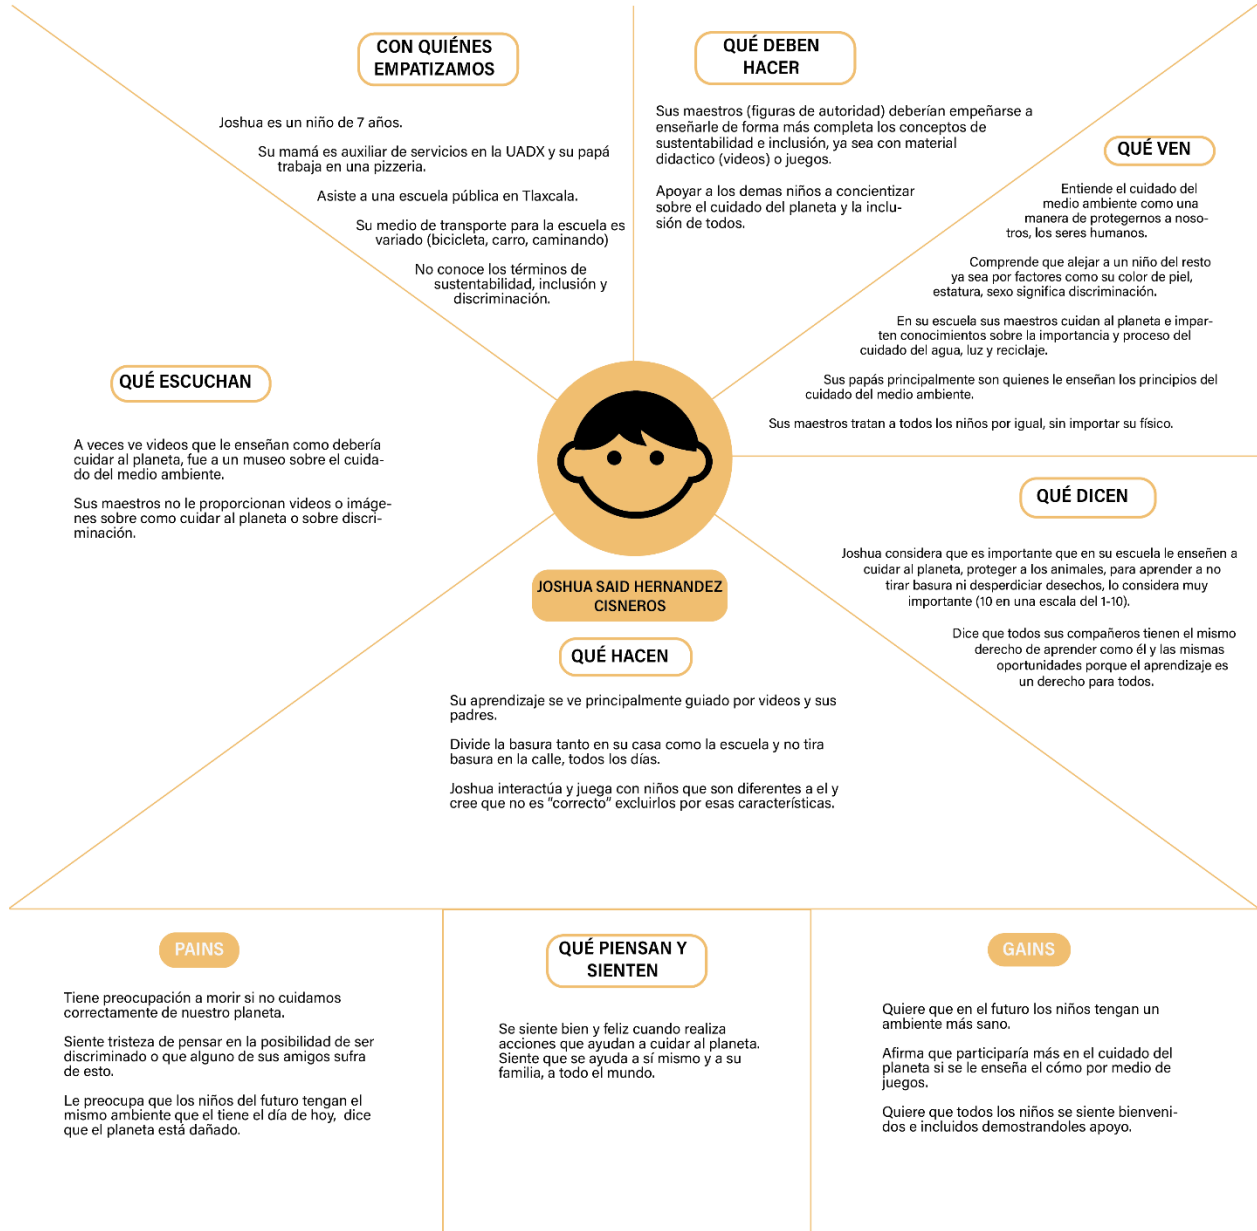 CON QUIÉNES
EMPATIZAMOS
Joshua es un niño de 7 años.
Su mamá es auxiliar de servicios en la UADX y su papá
trabaja en una pizzeria.
Asiste a una escuela pública en Tlaxcala.
Su medio de transporte para la escuela es
variado (bicicleta, carro, caminando)
No conoce los términos de
sustentabilidad, inclusión y
discriminación.
QUÉ DEBEN
HACER
Sus maestros (figuras de autoridad) deberían empeñarse a
enseñarle de forma más completa los conceptos de
sustentabilidad e inclusión, ya sea con material
didactico (videos) o juegos.
Apoyar a los demas niños a concientizar
sobre el cuidado del planeta y la inclu-
sión de todos.
QUÉ VEN
Entiende el cuidado del
medio ambiente como una
manera de protegernos a noso-
tros, los seres humanos.
Comprende que alejar a un niño del resto
ya sea por factores como su color de piel,
estatura, sexo significa discriminación.
En su escuela sus maestros cuidan al planeta e impar-
ten conocimientos sobre la importancia y proceso del
cuidado del agua, luz y reciclaje.
Sus papás principalmente son quienes le enseñan los principios del
cuidado del medio ambiente.
Sus maestros tratan a todos los niños por igual, sin importar su físico.
QUÉ ESCUCHAN
A veces ve videos que le enseñan como debería
cuidar al planeta, fue a un museo sobre el cuida-
do del medio ambiente.
Sus maestros no le proporcionan videos o imáge-
nes sobre como cuidar al planeta o sobre discri-
minación.
QUÉ DICEN
Joshua considera que es importante que en su escuela le enseñen a
cuidar al planeta, proteger a los animales, para aprender a no
tirar basura ni desperdiciar desechos, lo considera muy
importante (10 en una escala del 1-10).
Dice que todos sus compañeros tienen el mismo
derecho de aprender como él y las mismas
oportunidades porque el aprendizaje es
un derecho para todos.
JOSHUA SAID HERNANDEZ
CISNEROS
QUÉ HACEN
Su aprendizaje se ve principalmente guiado por videos y sus
padres.
Divide la basura tanto en su casa como la escuela y no tira
basura en la calle, todos los días.
Joshua interactúa y juega con niños que son diferentes a el y
cree que no es "correcto" excluirlos por esas características.
PAINS
Tiene preocupación a morir si no cuidamos
correctamente de nuestro planeta.
Siente tristeza de pensar en la posibilidad de ser
discriminado o que alguno de sus amigos sufra
de esto.
Le preocupa que los niños del futuro tengan el
mismo ambiente que el tiene el día de hoy, dice
que el planeta está dañado.
QUÉ PIENSAN Y
SIENTEN
Se siente bien y feliz cuando realiza
acciones que ayudan a cuidar al planeta.
Siente que se ayuda a sí mismo y a su
familia, a todo el mundo.
GAINS
Quiere que en el futuro los niños tengan un
ambiente más sano.
Afirma que participaría más en el cuidado del
planeta si se le enseña el cómo por medio de
juegos.
Quiere que todos los niños se siente bienveni-
dos e incluidos demostrandoles apoyo.